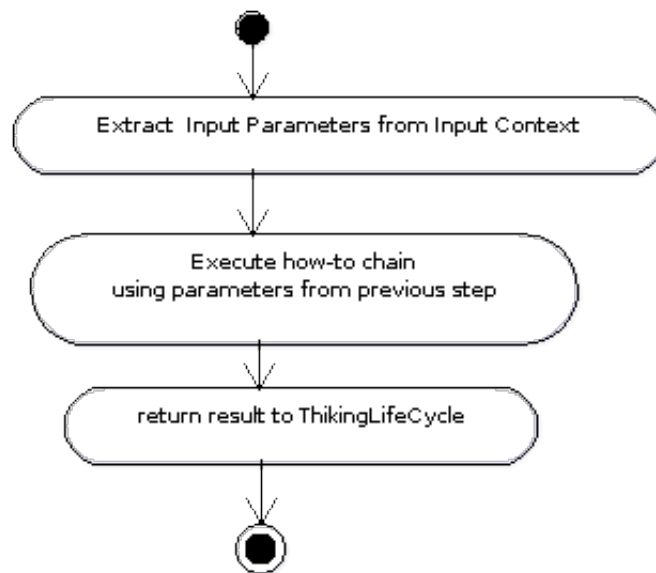 Extract Input Parameters from Input Context
Execute how-to chain
using parameters from previous step
return result to ThikingLifeCycle